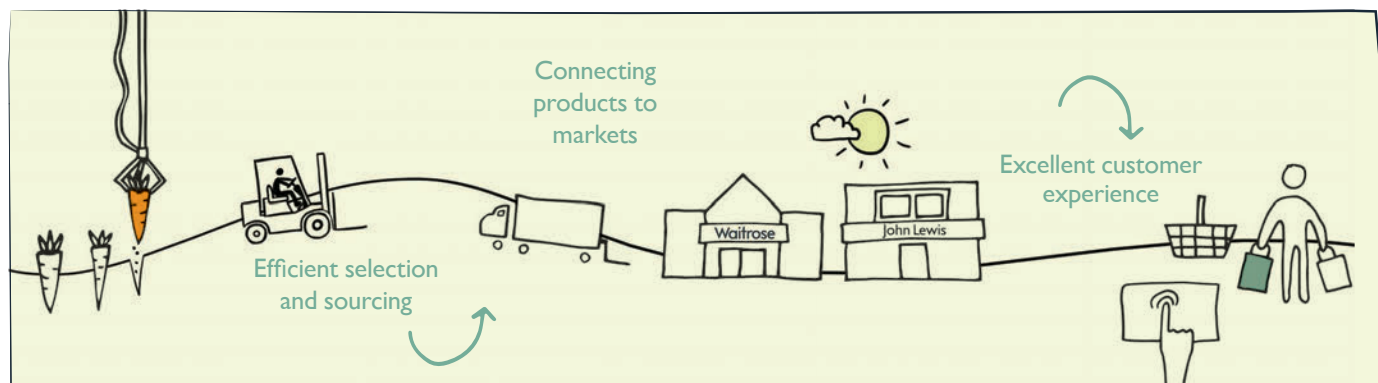 Connecting
products to
markets
Excellent customer
experience
Waitrose
John Lewis
Efficient selection
and sourcing